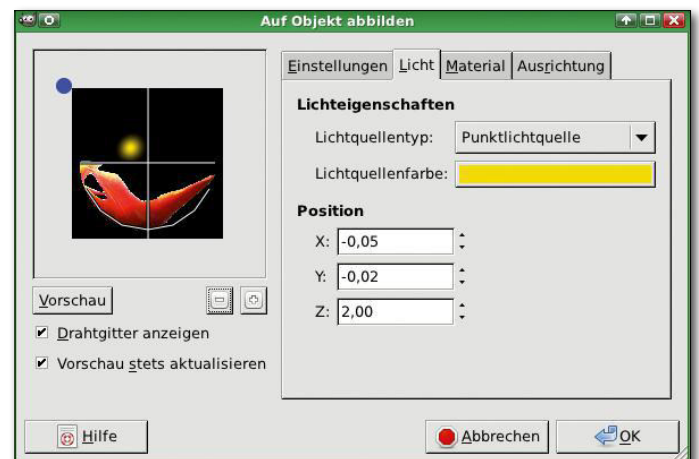 Auf Objekt abbilden
Einstellungen Licht Material Ausrichtung
Lichteigenschaften
Lichtquellentyp: Punktlichtquelle
Lichtquellenfarbe:
Position
X: -0,05
Y: -0,02
Z: 2,00
Vorschau
Drahtgitter anzeigen
Vorschau stets aktualisieren
Hilfe
Abbrechen
OK